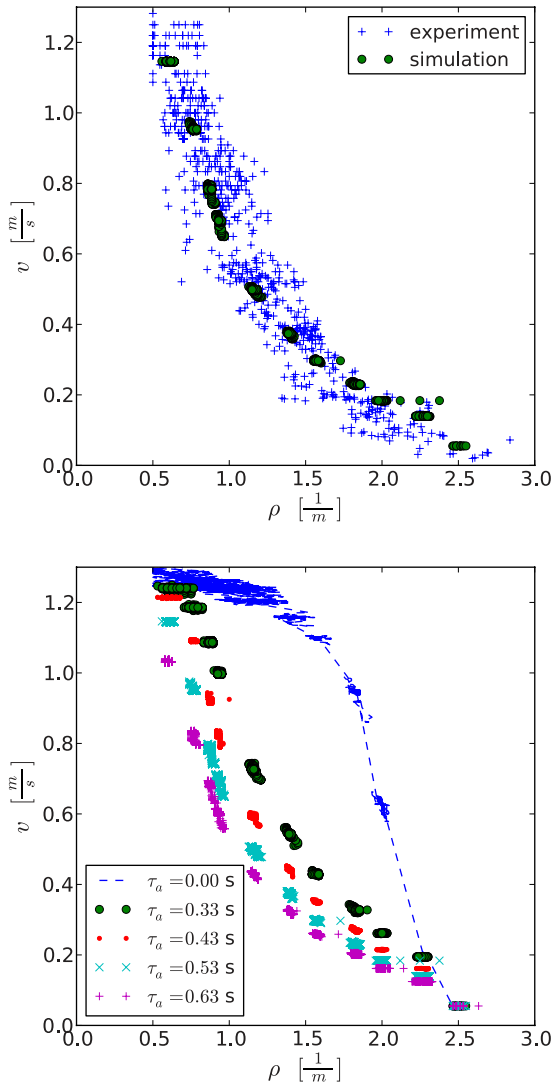 1.2
1.0
0.8
0.6
0.4
0.2
0.0
v [m/s]
experiment
simulation
0.0 0.5 1.0 1.5 2.0 2.5 3.0
ρ [1/m]
1.2
1.0
0.8
0.6
0.4
0.2
0.0
v [m/s]
τₐ =0.00 s
τₐ =0.33 s
τₐ =0.43 s
τₐ =0.53 s
τₐ =0.63 s
0.0 0.5 1.0 1.5 2.0 2.5 3.0
ρ [1/m]